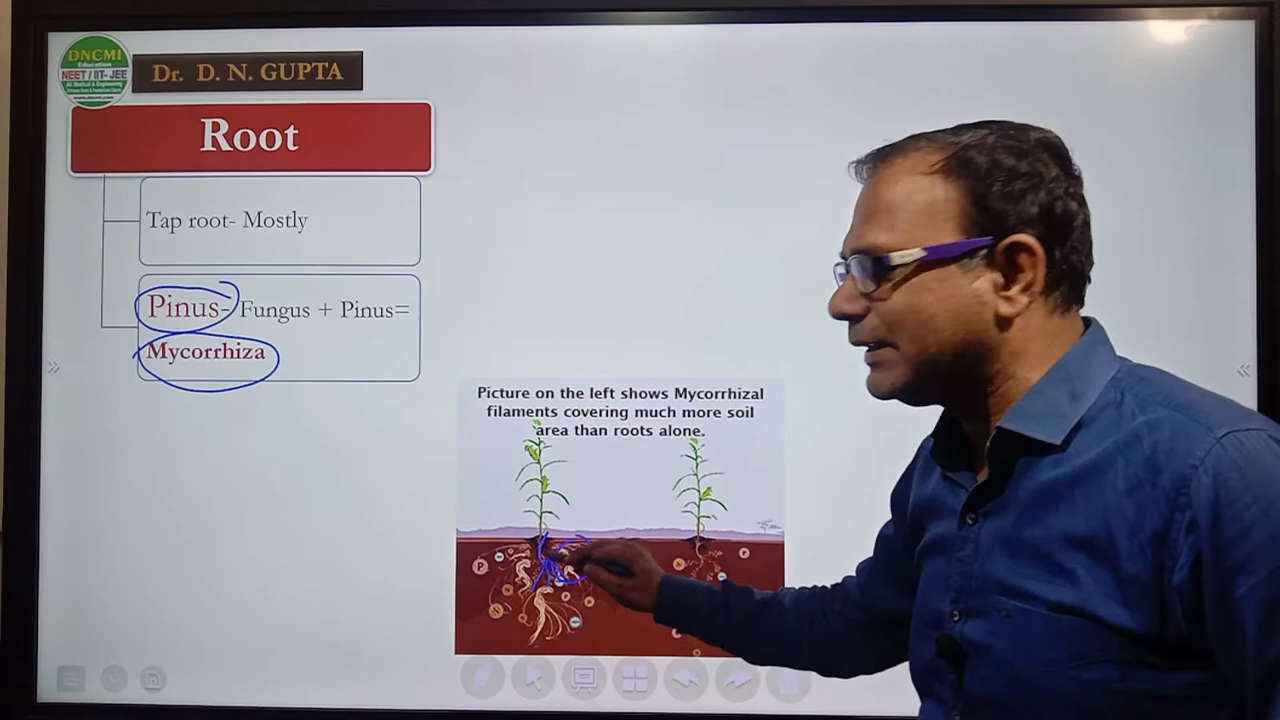 DNCMI
Education
NEET / IIT- JEE
Dr. D. N. GUPTA
Root
Tap root- Mostly
Pinus- Fungus + Pinus=
Mycorrhiza
Picture on the left shows Mycorrhizal
filaments covering much more soil
area than roots alone.
P
N